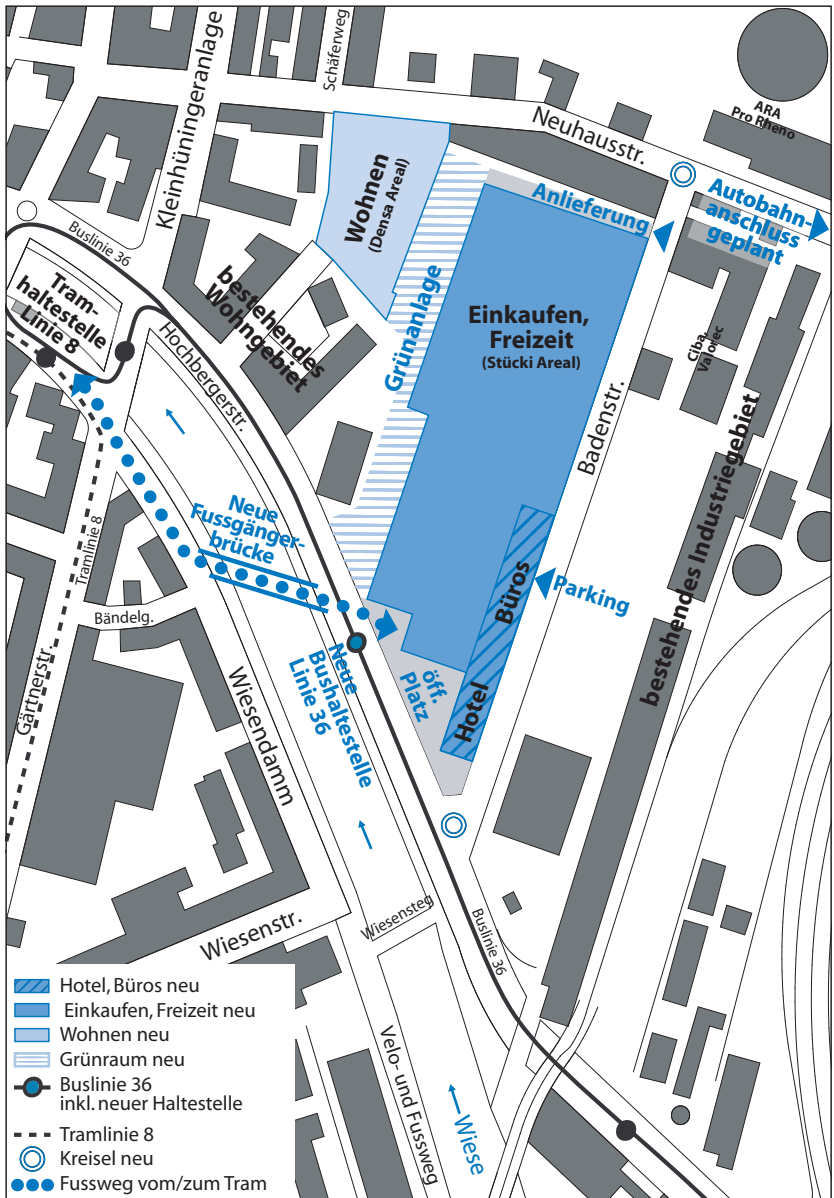 Schäferweg
Kleinhüningeranlage
ARA
Pro Rheno
Neuhausstr.
Wohnen
(Densa Areal)
Anlieferung
Autobahn-
anschluss
geplant
Buslinie 36
Tram-
haltestelle
Linie 8
bestehendes
Wohngebiet
Grünanlage
Einkaufen,
Freizeit
(Stücki Areal)
Ciba,
Valorec
Hochbergerstr.
Badenstr.
bestehendes Industriegebiet
Neue
Fussgänger-
brücke
Tramlinie 8
Büros
Parking
Bändelg.
Neue
Bushaltestelle
Linie 36
öff.
Platz
Hotel
Gärtnerstr.
Wiesendamm
Wiesensteg
Buslinie 36
Wiesenstr.
Velo- und Fussweg
Wiese
Hotel, Büros neu
Einkaufen, Freizeit neu
Wohnen neu
Grünraum neu
Buslinie 36
inkl. neuer Haltestelle
Tramlinie 8
Kreisel neu
Fussweg vom/zum Tram